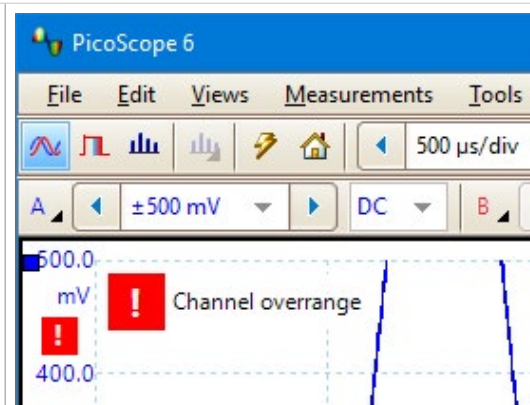 PicoScope 6
File Edit Views Measurements Tools
500 µs/div
A ±500 mV DC B
500.0
mV ! Channel overrange
!
400.0